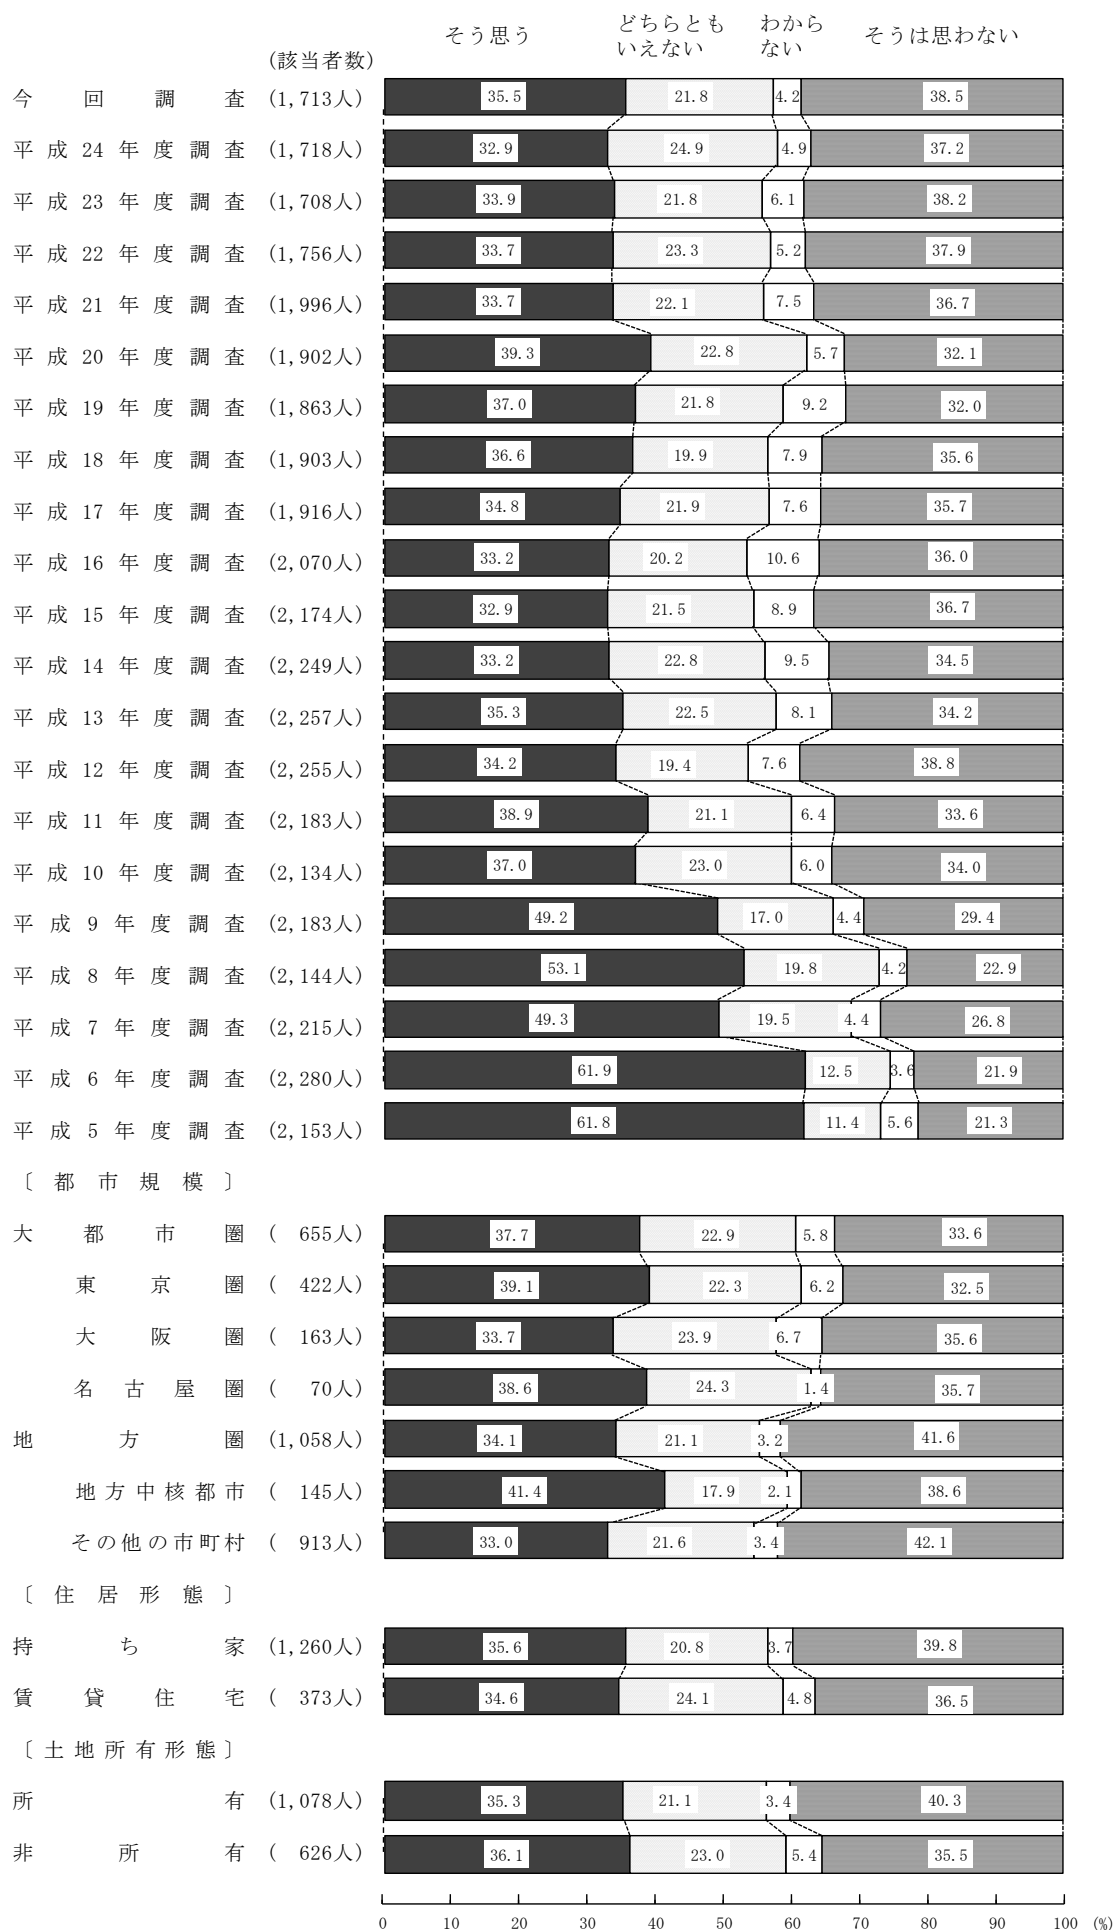 そう思う どちらとも わから そうは思わない
いえない ない
(該当者数)
今回調査 (1,713人) 35.5 21.8 4.2 38.5
平成24年度調査 (1,718人) 32.9 24.9 4.9 37.2
平成23年度調査 (1,708人) 33.9 21.8 6.1 38.2
平成22年度調査 (1,756人) 33.7 23.3 5.2 37.9
平成21年度調査 (1,996人) 33.7 22.1 7.5 36.7
平成20年度調査 (1,902人) 39.3 22.8 5.7 32.1
平成19年度調査 (1,863人) 37.0 21.8 9.2 32.0
平成18年度調査 (1,903人) 36.6 19.9 7.9 35.6
平成17年度調査 (1,916人) 34.8 21.9 7.6 35.7
平成16年度調査 (2,070人) 33.2 20.2 10.6 36.0
平成15年度調査 (2,174人) 32.9 21.5 8.9 36.7
平成14年度調査 (2,249人) 33.2 22.8 9.5 34.5
平成13年度調査 (2,257人) 35.3 22.5 8.1 34.2
平成12年度調査 (2,255人) 34.2 19.4 7.6 38.8
平成11年度調査 (2,183人) 38.9 21.1 6.4 33.6
平成10年度調査 (2,134人) 37.0 23.0 6.0 34.0
平成9年度調査 (2,183人) 49.2 17.0 4.4 29.4
平成8年度調査 (2,144人) 53.1 19.8 4.2 22.9
平成7年度調査 (2,215人) 49.3 19.5 4.4 26.8
平成6年度調査 (2,280人) 61.9 12.5 3.6 21.9
平成5年度調査 (2,153人) 61.8 11.4 5.6 21.3
〔都市規模〕
大都市圏 ( 655人) 37.7 22.9 5.8 33.6
東京圏 ( 422人) 39.1 22.3 6.2 32.5
大阪圏 ( 163人) 33.7 23.9 6.7 35.6
名古屋圏 ( 70人) 38.6 24.3 1.4 35.7
地方圏 (1,058人) 34.1 21.1 3.2 41.6
地方中核都市 ( 145人) 41.4 17.9 2.1 38.6
その他の市町村 ( 913人) 33.0 21.6 3.4 42.1
〔住居形態〕
持ち家 (1,260人) 35.6 20.8 3.7 39.8
賃貸住宅 ( 373人) 34.6 24.1 4.8 36.5
〔土地所有形態〕
所有 (1,078人) 35.3 21.1 3.4 40.3
非所有 ( 626人) 36.1 23.0 5.4 35.5
0 10 20 30 40 50 60 70 80 90 100 (%)